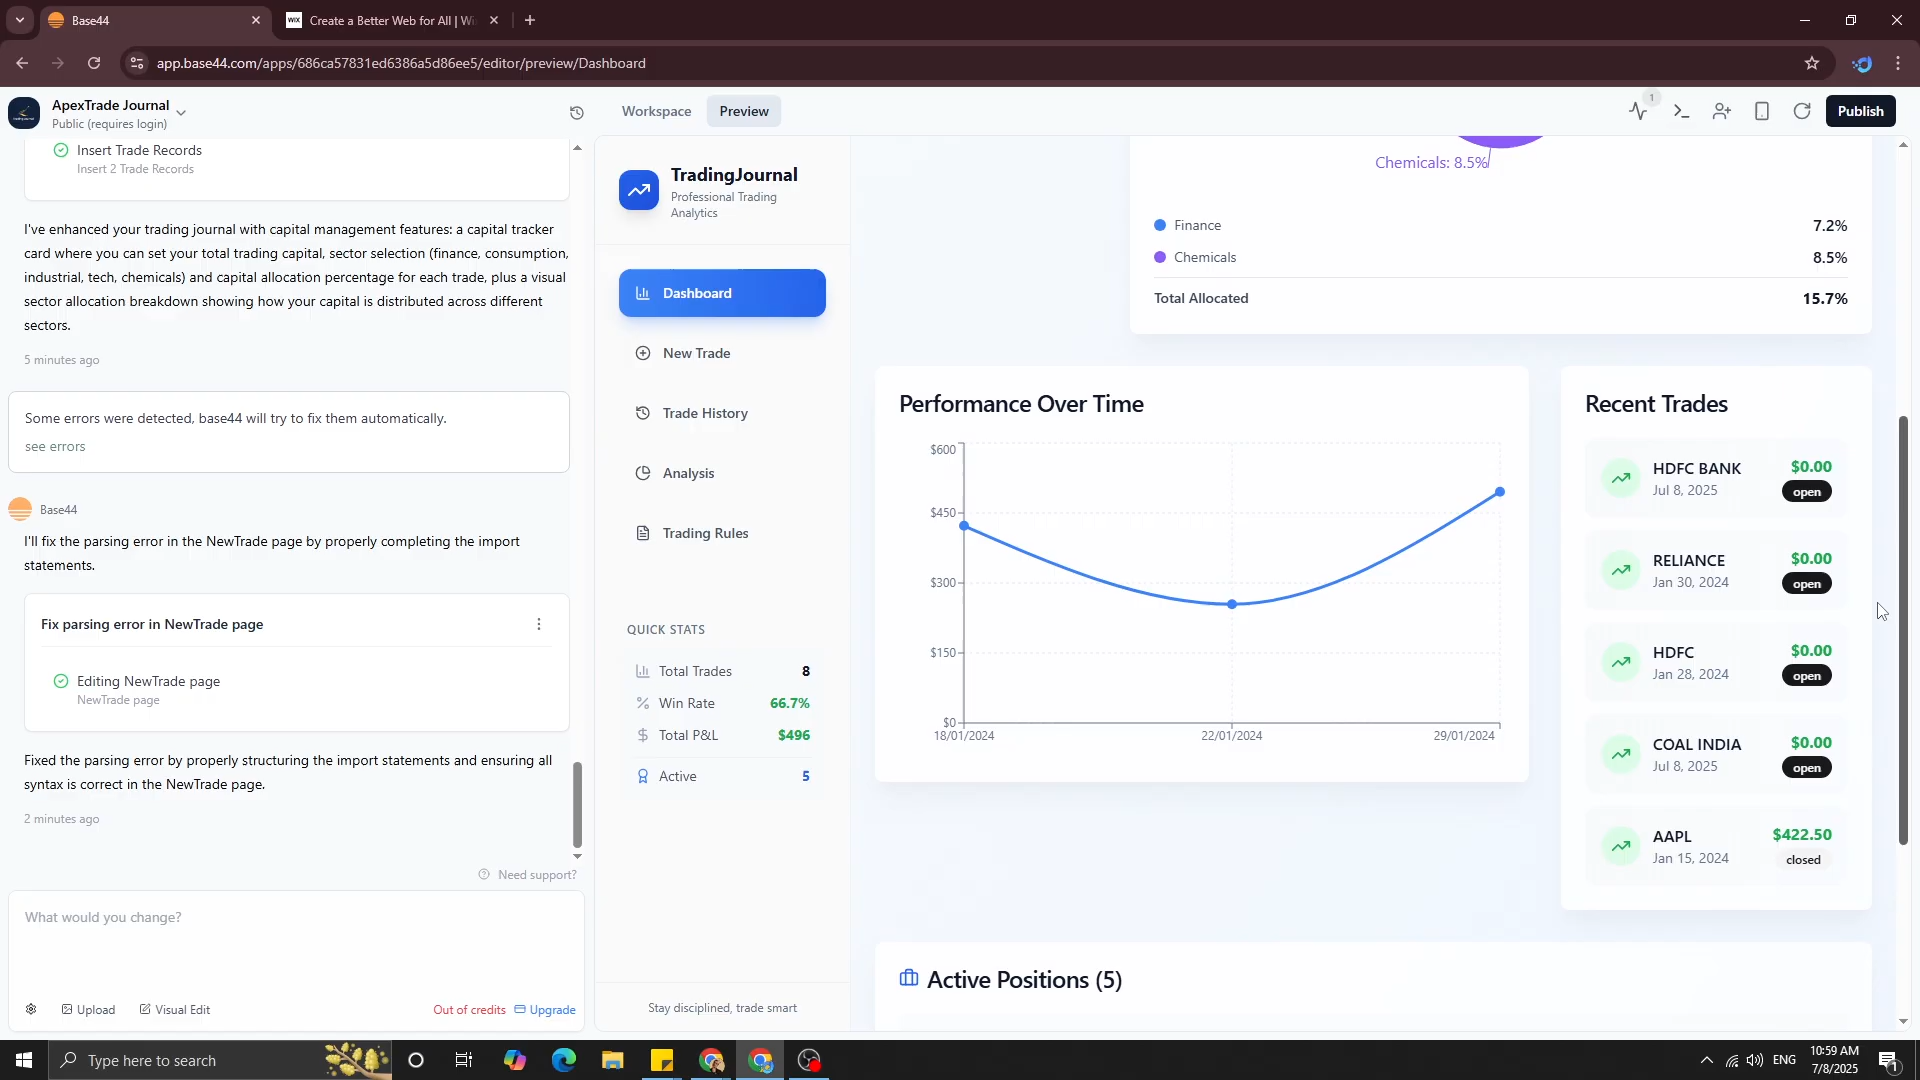 Base44
WiX Create a Better Web for All | Wi
app.base44.com/apps/686ca57831ed6386a5d86ee5/editor/preview/Dashboard
ApexTrade Journal
Public (requires login)
Workspace
Preview
1
Publish
Insert Trade Records
Insert 2 Trade Records
I've enhanced your trading journal with capital management features: a capital tracker
card where you can set your total trading capital, sector selection (finance, consumption,
industrial, tech, chemicals) and capital allocation percentage for each trade, plus a visual
sector allocation breakdown showing how your capital is distributed across different
sectors.
5 minutes ago
Some errors were detected, base44 will try to fix them automatically.
see errors
Base44
I'll fix the parsing error in the NewTrade page by properly completing the import
statements.
Fix parsing error in NewTrade page
Editing NewTrade page
NewTrade page
Fixed the parsing error by properly structuring the import statements and ensuring all
syntax is correct in the NewTrade page.
2 minutes ago
Need support?
What would you change?
Upload
Visual Edit
Out of credits
Upgrade
TradingJournal
Professional Trading
Analytics
Dashboard
New Trade
Trade History
Analysis
Trading Rules
QUICK STATS
Total Trades 8
Win Rate 66.7%
Total P&L $496
Active 5
Stay disciplined, trade smart
Chemicals: 8.5%
Finance 7.2%
Chemicals 8.5%
Total Allocated 15.7%
Performance Over Time
$600
$450
$300
$150
$0
18/01/2024 22/01/2024 29/01/2024
Recent Trades
HDFC BANK $0.00
Jul 8, 2025 open
RELIANCE $0.00
Jan 30, 2024 open
HDFC $0.00
Jan 28, 2024 open
COAL INDIA $0.00
Jul 8, 2025 open
AAPL $422.50
Jan 15, 2024 closed
Active Positions (5)
Type here to search
ENG
10:59 AM
7/8/2025
1